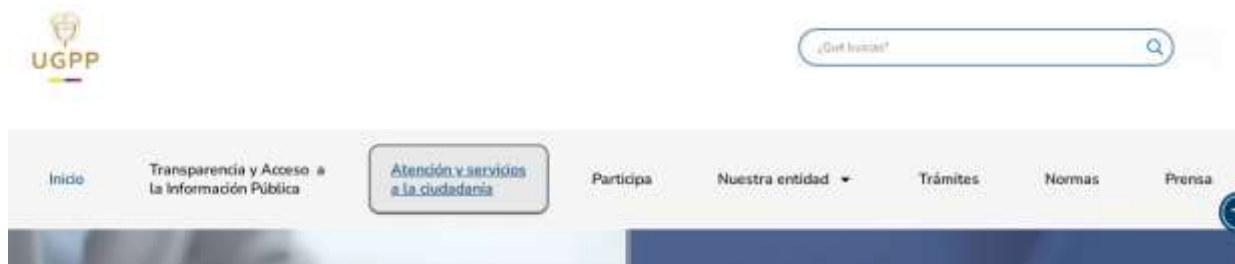 UGPP
¿Qué buscas?
Inicio
Transparencia y Acceso a
la Información Pública
Atención y servicios
a la ciudadanía
Participa
Nuestra entidad
Trámites
Normas
Prensa